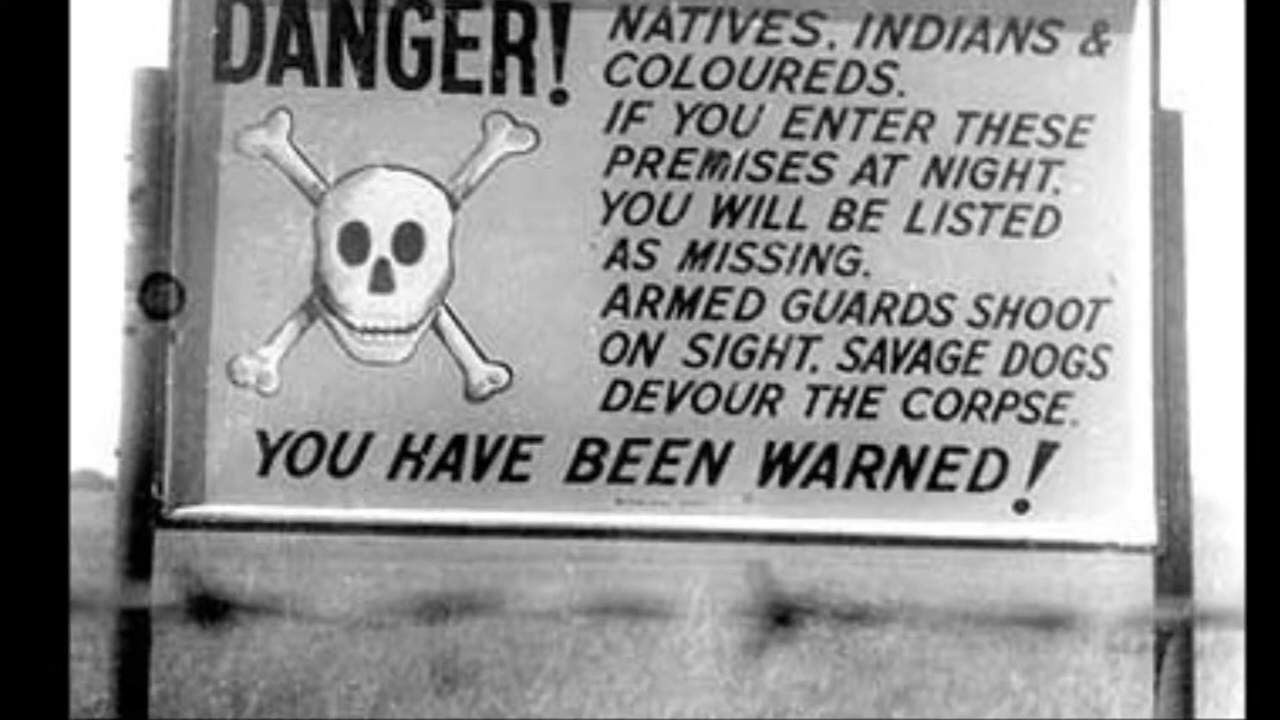 DANGER!
NATIVES. INDIANS &
COLOUREDS.
IF YOU ENTER THESE
PREMISES AT NIGHT.
YOU WILL BE LISTED
AS MISSING.
ARMED GUARDS SHOOT
ON SIGHT. SAVAGE DOGS
DEVOUR THE CORPSE.
YOU HAVE BEEN WARNED!